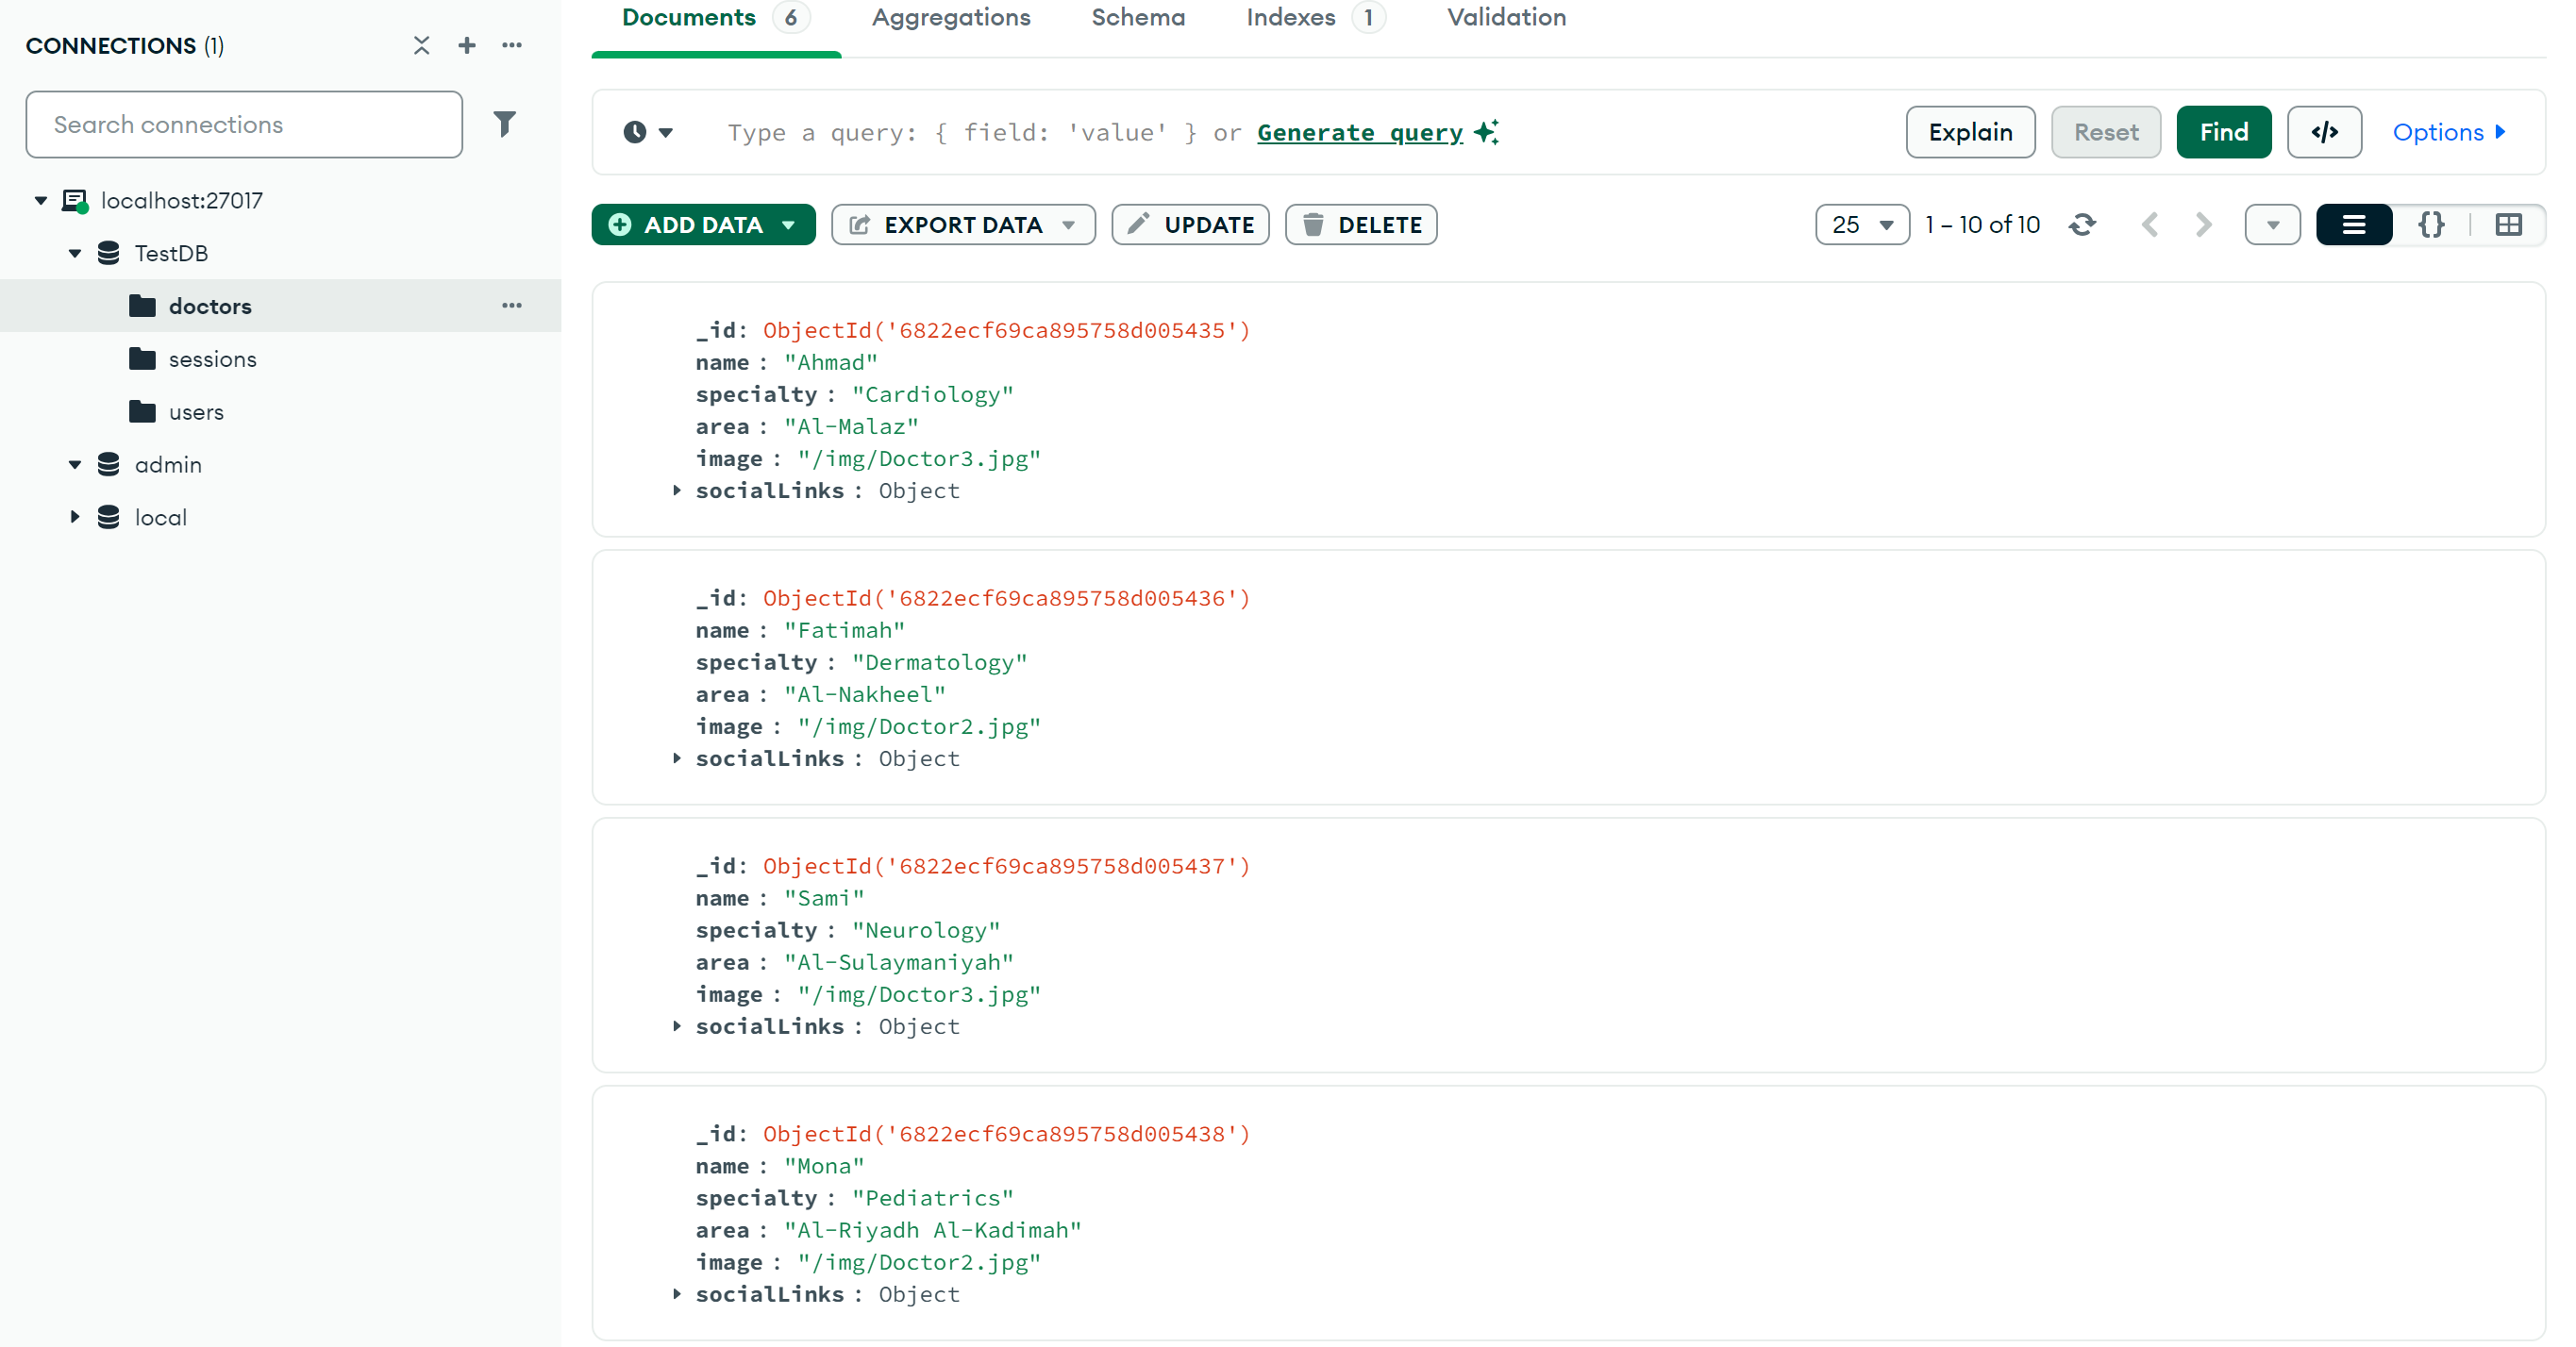 CONNECTIONS (1)
Search connections
localhost:27017
TestDB
doctors
sessions
users
admin
local
Documents 6 Aggregations Schema Indexes 1 Validation
Type a query: { field: 'value' } or Generate query
Explain Reset Find </> Options
ADD DATA EXPORT DATA UPDATE DELETE 25 1 – 10 of 10 {}
_id: ObjectId('6822ecf69ca895758d005435')
name : "Ahmad"
specialty : "Cardiology"
area : "Al-Malaz"
image : "/img/Doctor3.jpg"
socialLinks : Object
_id: ObjectId('6822ecf69ca895758d005436')
name : "Fatimah"
specialty : "Dermatology"
area : "Al-Nakheel"
image : "/img/Doctor2.jpg"
socialLinks : Object
_id: ObjectId('6822ecf69ca895758d005437')
name : "Sami"
specialty : "Neurology"
area : "Al-Sulaymaniyah"
image : "/img/Doctor3.jpg"
socialLinks : Object
_id: ObjectId('6822ecf69ca895758d005438')
name : "Mona"
specialty : "Pediatrics"
area : "Al-Riyadh Al-Kadimah"
image : "/img/Doctor2.jpg"
socialLinks : Object